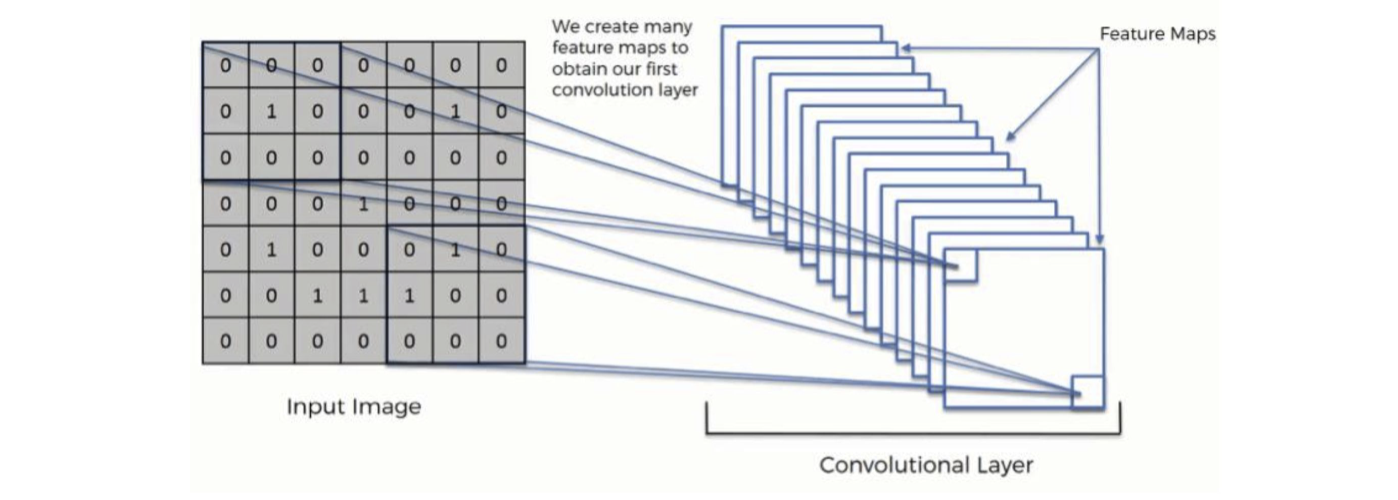 0 0 0 0 0 0 0
0 1 0 0 0 1 0
0 0 0 0 0 0 0
0 0 0 1 0 0 0
0 1 0 0 0 1 0
0 0 1 1 1 0 0
0 0 0 0 0 0 0
Input Image
We create many
feature maps to
obtain our first
convolution layer
Feature Maps
Convolutional Layer